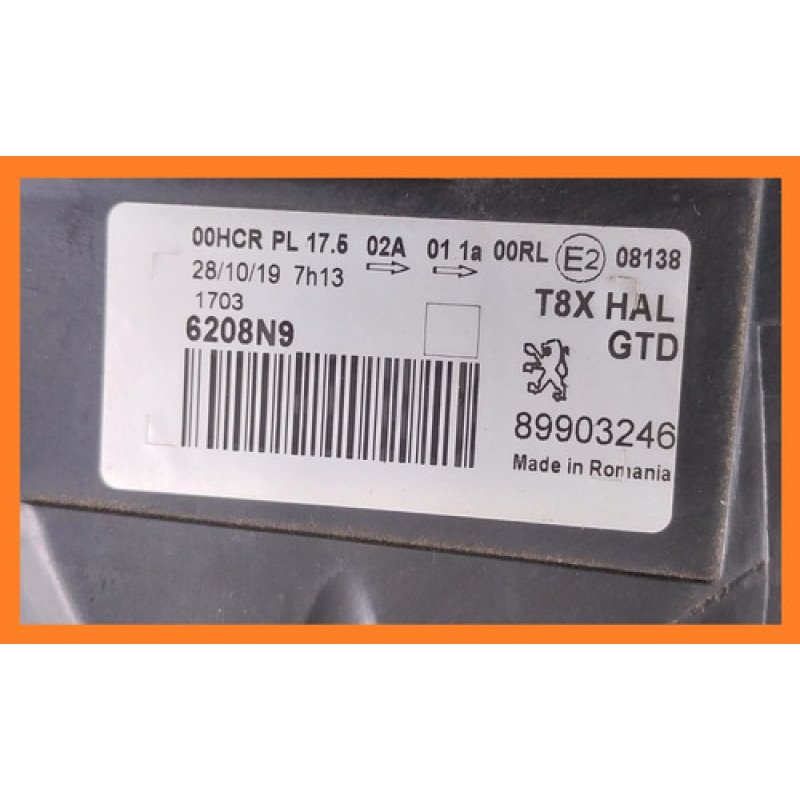 00HCR PL 17.5 02A 01 1a 00RL E2 08138
28/10/19 7h13
1703
6208N9
T8X HAL
GTD
89903246
Made in Romania